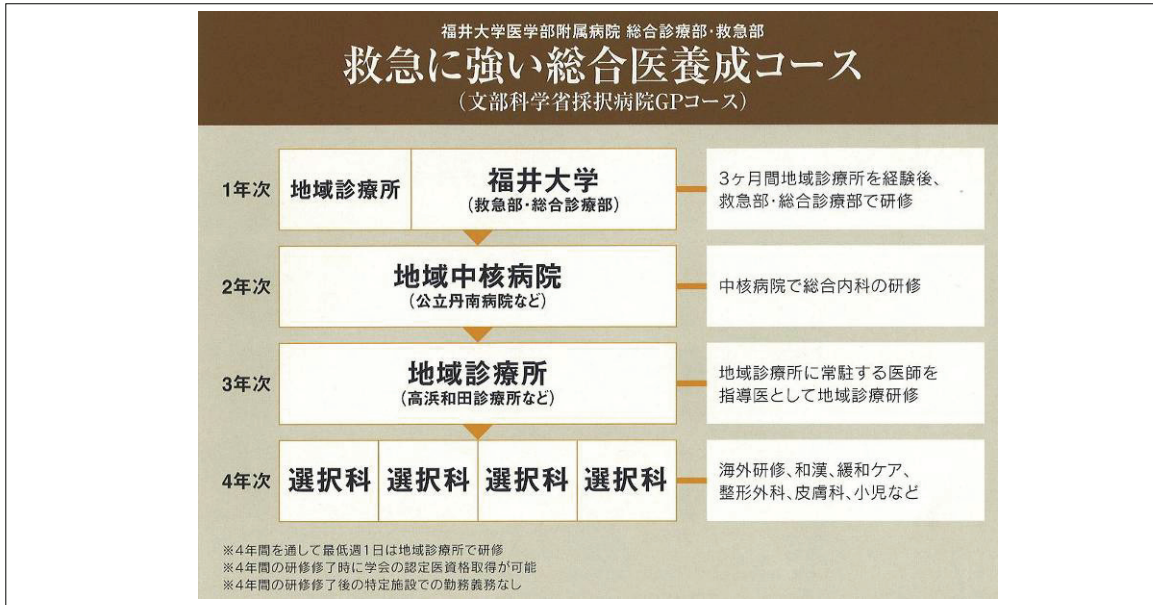 福井大学医学部附属病院 総合診療部・救急部
救急に強い総合医養成コース
(文部科学省採択病院GPコース)
1年次
地域診療所
福井大学
(救急部・総合診療部)
3ヶ月間地域診療所を経験後、
救急部・総合診療部で研修
2年次
地域中核病院
(公立丹南病院など)
中核病院で総合内科の研修
3年次
地域診療所
(高浜和田診療所など)
地域診療所に常駐する医師を
指導医として地域診療研修
4年次
選択科 選択科 選択科 選択科
海外研修、和漢、緩和ケア、
整形外科、皮膚科、小児など
※4年間を通して最低週1日は地域診療所で研修
※4年間の研修修了時に学会の認定医資格取得が可能
※4年間の研修修了後の特定施設での勤務義務なし